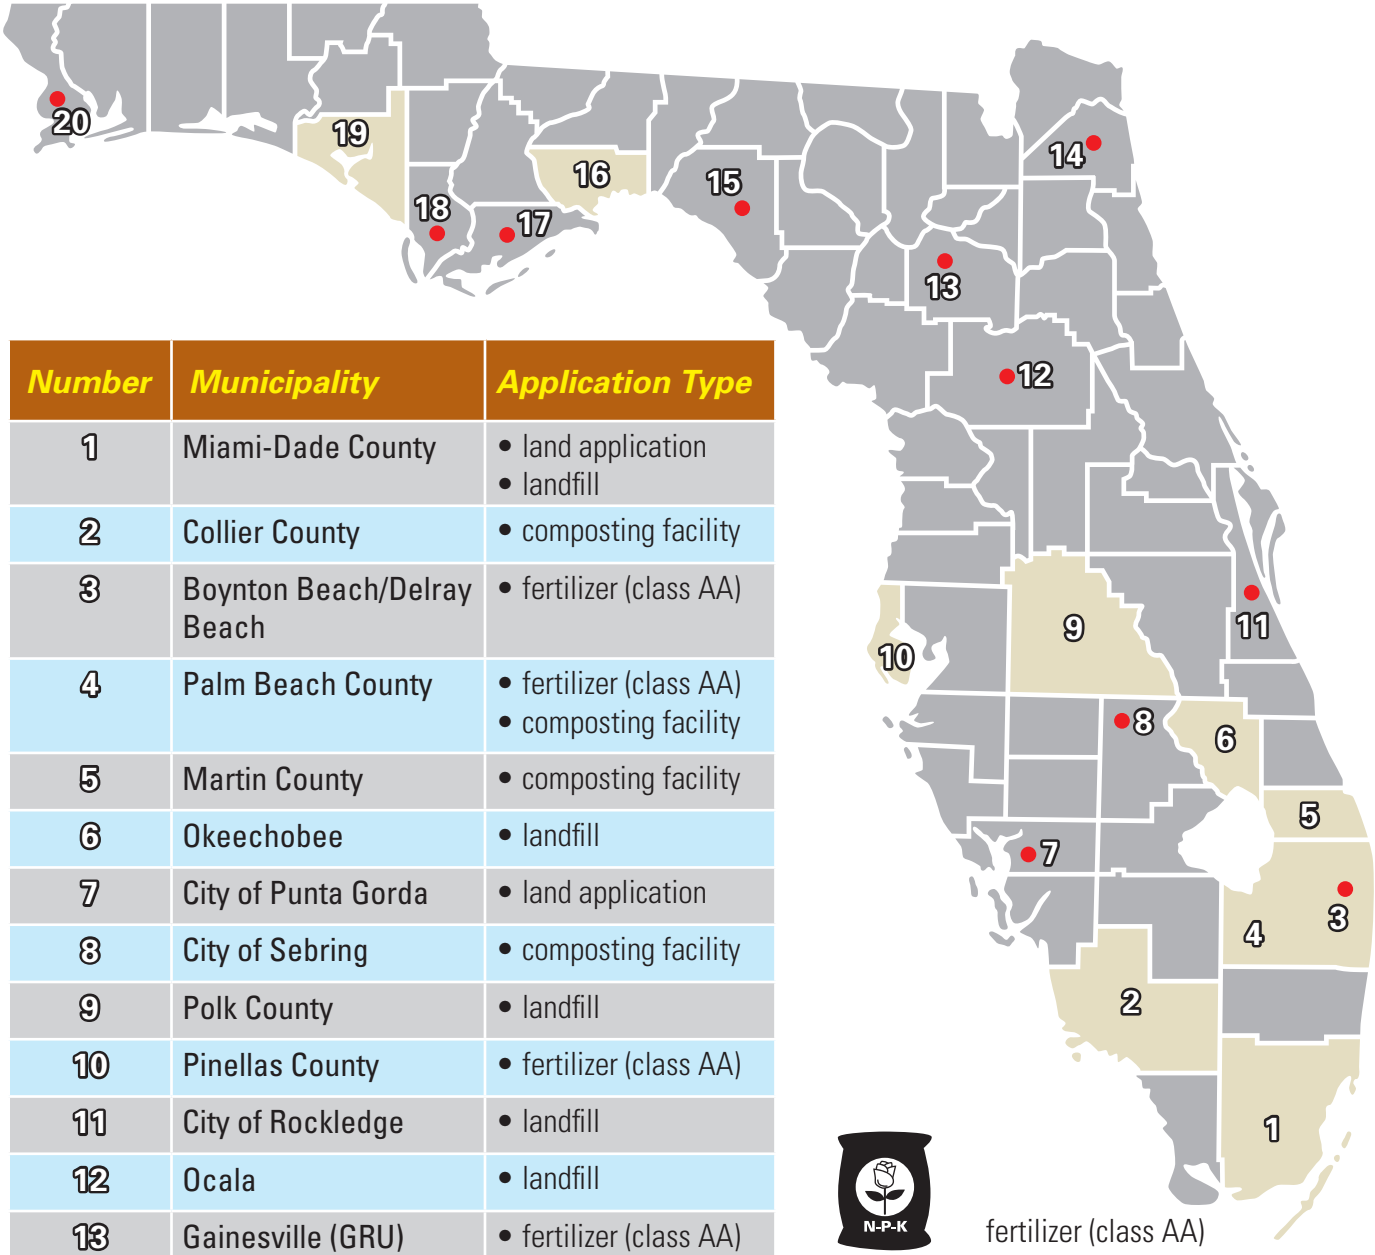 20
19
18
17
16
15
14
13
12
11
10
9
8
7
6
5
4
3
2
1
Number Municipality Application Type
1 Miami-Dade County • land application
• landfill
2 Collier County • composting facility
3 Boynton Beach/Delray • fertilizer (class AA)
Beach
4 Palm Beach County • fertilizer (class AA)
• composting facility
5 Martin County • composting facility
6 Okeechobee • landfill
7 City of Punta Gorda • land application
8 City of Sebring • composting facility
9 Polk County • landfill
10 Pinellas County • fertilizer (class AA)
11 City of Rockledge • landfill
12 Ocala • landfill
13 Gainesville (GRU) • fertilizer (class AA)
N-P-K
fertilizer (class AA)